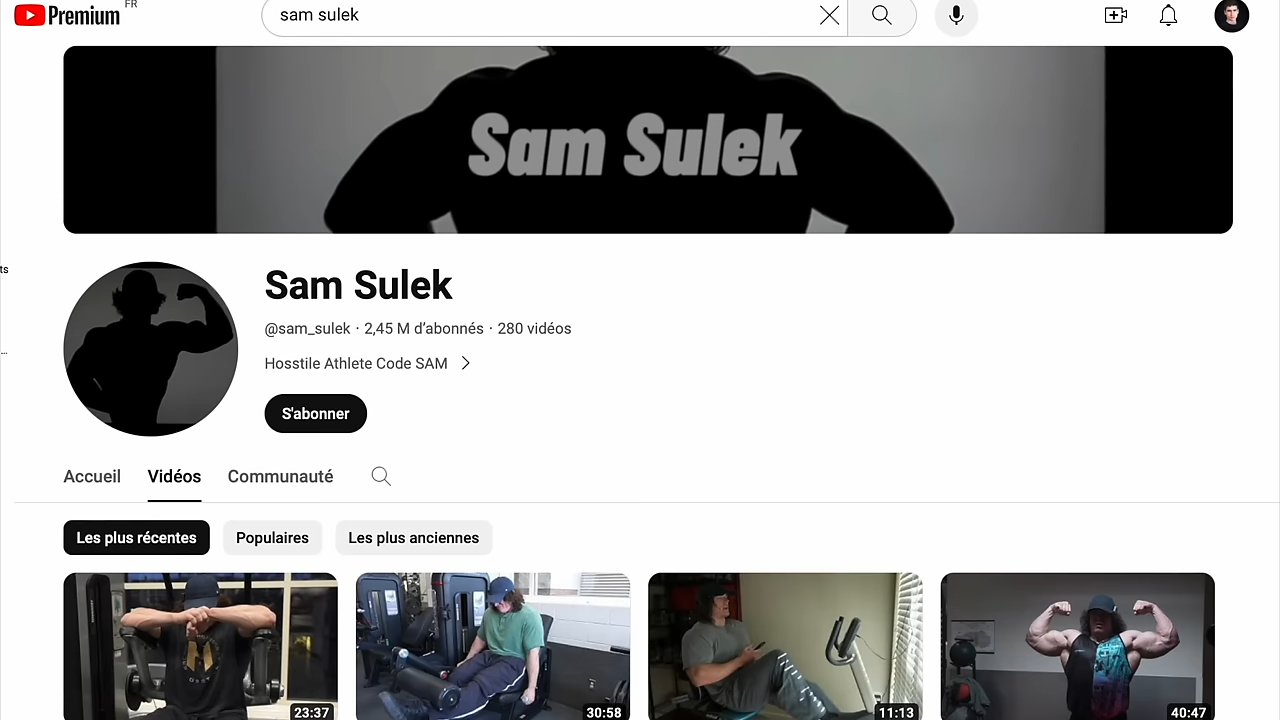 Premium FR
sam sulek
Sam Sulek
ts
Sam Sulek
@sam_sulek · 2,45 M d’abonnés · 280 vidéos
...
Hosstile Athlete Code SAM
S'abonner
Accueil Vidéos Communauté
Les plus récentes Populaires Les plus anciennes
23:37 30:58 11:13 40:47